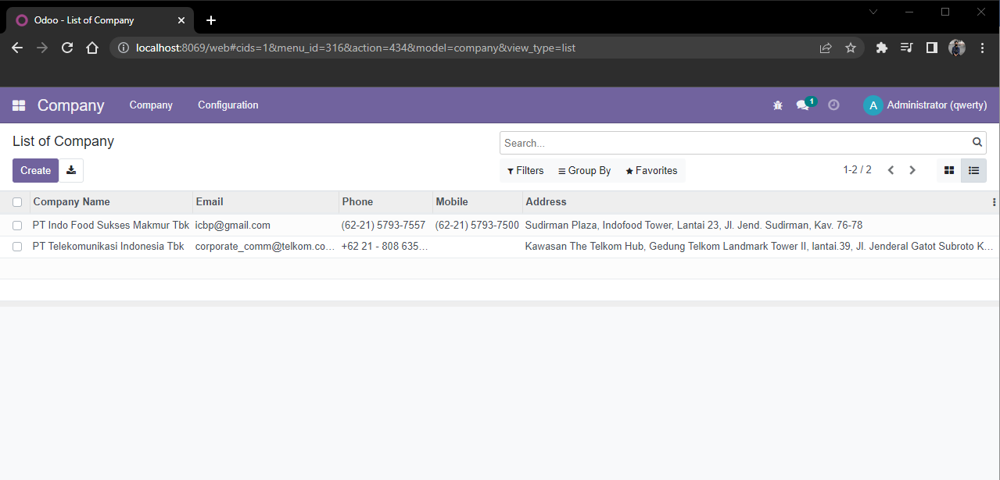 Odoo - List of Company
localhost:8069/web#cids=1&menu_id=316&action=434&model=company&view_type=list
Company Company Configuration 1 A Administrator (qwerty)
List of Company Search...
Create Filters Group By Favorites 1-2 / 2
Company Name Email Phone Mobile Address
PT Indo Food Sukses Makmur Tbk icbp@gmail.com (62-21) 5793-7557 (62-21) 5793-7500 Sudirman Plaza, Indofood Tower, Lantai 23, Jl. Jend. Sudirman, Kav. 76-78
PT Telekomunikasi Indonesia Tbk corporate_comm@telkom.co... +62 21 - 808 635... Kawasan The Telkom Hub, Gedung Telkom Landmark Tower II, lantai.39, Jl. Jenderal Gatot Subroto K...